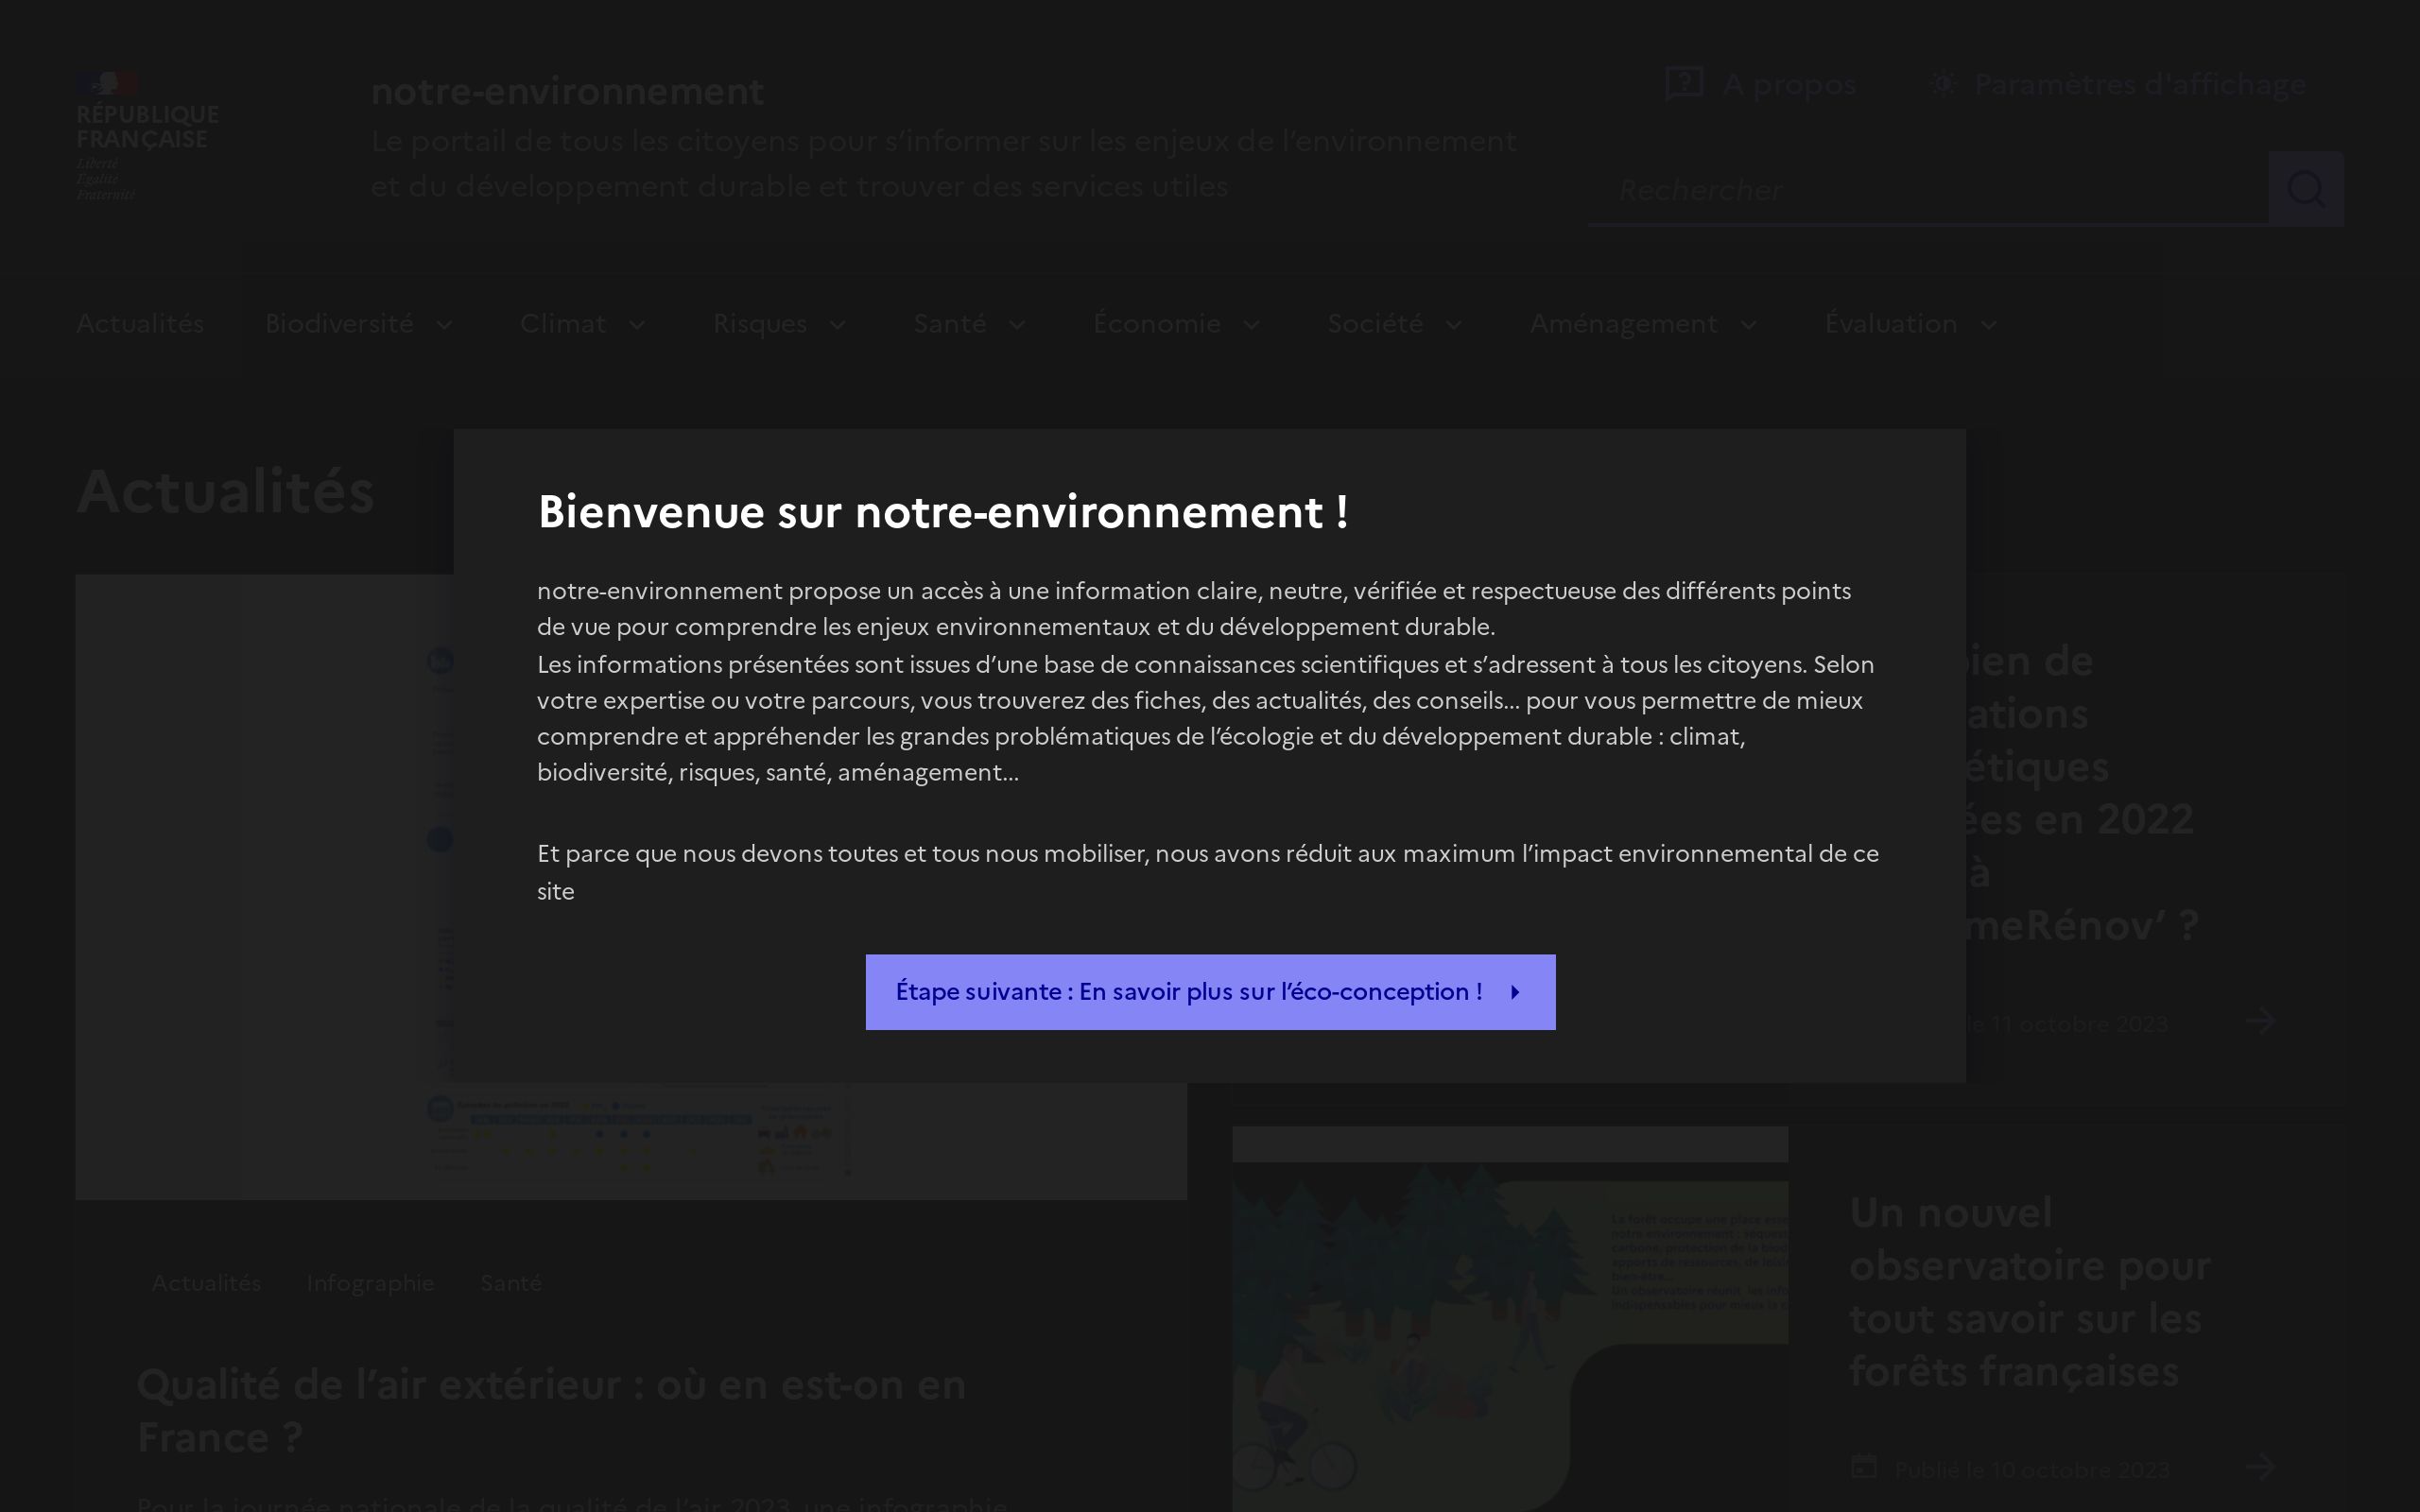 RÉPUBLIQUE
FRANÇAISE
Liberté
Égalité
Fraternité
notre-environnement
Le portail de tous les citoyens pour s’informer sur les enjeux de l’environnement
et du développement durable et trouver des services utiles
A propos
Paramètres d'affichage
Rechercher
Actualités Biodiversité Climat Risques Santé Économie Société Aménagement Évaluation
Actualités
Bienvenue sur notre-environnement !
notre-environnement propose un accès à une information claire, neutre, vérifiée et respectueuse des différents points
de vue pour comprendre les enjeux environnementaux et du développement durable.
Les informations présentées sont issues d’une base de connaissances scientifiques et s’adressent à tous les citoyens. Selon
votre expertise ou votre parcours, vous trouverez des fiches, des actualités, des conseils... pour vous permettre de mieux
comprendre et appréhender les grandes problématiques de l’écologie et du développement durable : climat,
biodiversité, risques, santé, aménagement...
Et parce que nous devons toutes et tous nous mobiliser, nous avons réduit aux maximum l’impact environnemental de ce
site
Étape suivante : En savoir plus sur l’éco-conception !
ien de
ations
étiques
ées en 2022
à
meRénov’ ?
le 11 octobre 2023
Actualités Infographie Santé
Qualité de l’air extérieur : où en est-on en
France ?
Pour la journée nationale de la qualité de l’air 2023, une infographie
Un nouvel
observatoire pour
tout savoir sur les
forêts françaises
Publié le 10 octobre 2023